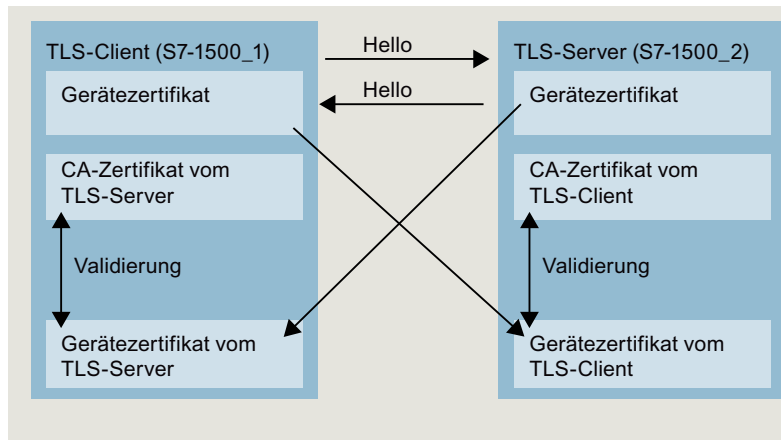 TLS-Client (S7-1500_1)
Hello
TLS-Server (S7-1500_2)
Gerätezertifikat
Hello
Gerätezertifikat
CA-Zertifikat vom
TLS-Server
CA-Zertifikat vom
TLS-Client
Validierung
Validierung
Gerätezertifikat vom
TLS-Server
Gerätezertifikat vom
TLS-Client